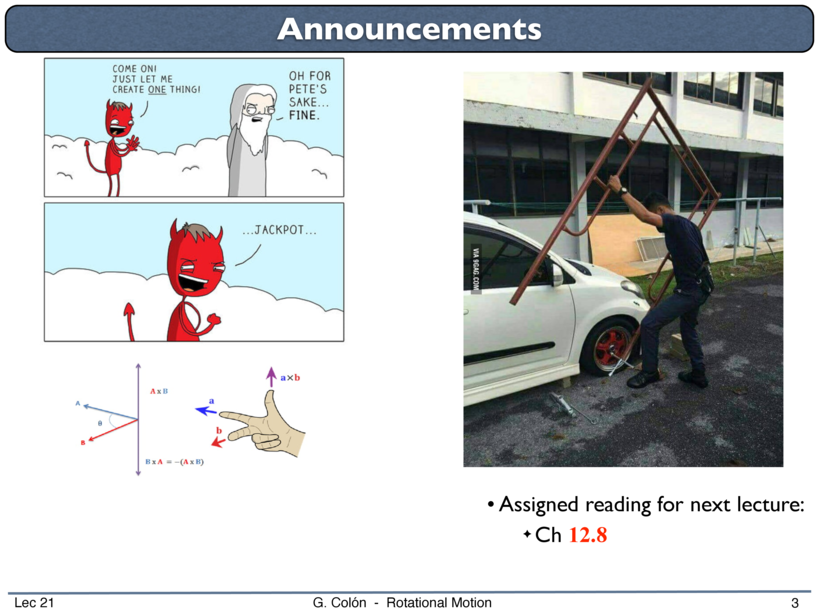 Announcements
COME ON!
JUST LET ME
CREATE ONE THING!
OH FOR
PETE'S
SAKE...
FINE.
...JACKPOT...
A x B
A
θ
B
B x A = −(A x B)
a×b
a
b
VIA 9GAG.COM
• Assigned reading for next lecture:
✦ Ch 12.8
Lec 21
G. Colón - Rotational Motion
3